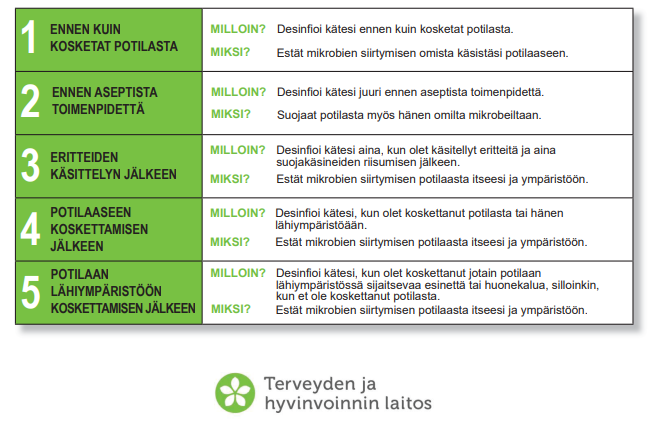 1 ENNEN KUIN
KOSKETAT POTILASTA
MILLOIN? Desinfioi kätesi ennen kuin kosketat potilasta.
MIKSI? Estät mikrobien siirtymisen omista käsistäsi potilaaseen.
2 ENNEN ASEPTISTA
TOIMENPIDETTÄ
MILLOIN? Desinfioi kätesi juuri ennen aseptista toimenpidettä.
MIKSI? Suojaat potilasta myös hänen omilta mikrobeiltaan.
3 ERITTEIDEN
KÄSITTELYN JÄLKEEN
MILLOIN? Desinfioi kätesi aina, kun olet käsitellyt eritteitä ja aina
suojakäsineiden riisumisen jälkeen.
MIKSI? Estät mikrobien siirtymisen potilaasta itseesi ja ympäristöön.
4 POTILAASEEN
KOSKETTAMISEN
JÄLKEEN
MILLOIN? Desinfioi kätesi, kun olet koskettanut potilasta tai hänen
lähiympäristöään.
MIKSI? Estät mikrobien siirtymisen potilaasta itseesi ja ympäristöön.
5 POTILAAN
LÄHIYMPÄRISTÖÖN
KOSKETTAMISEN JÄLKEEN
MILLOIN? Desinfioi kätesi, kun olet koskettanut jotain potilaan
lähiympäristössä sijaitsevaa esinettä tai huonekalua, silloinkin,
kun et ole koskettanut potilasta.
MIKSI? Estät mikrobien siirtymisen potilaasta itseesi ja ympäristöön.
Terveyden ja
hyvinvoinnin laitos